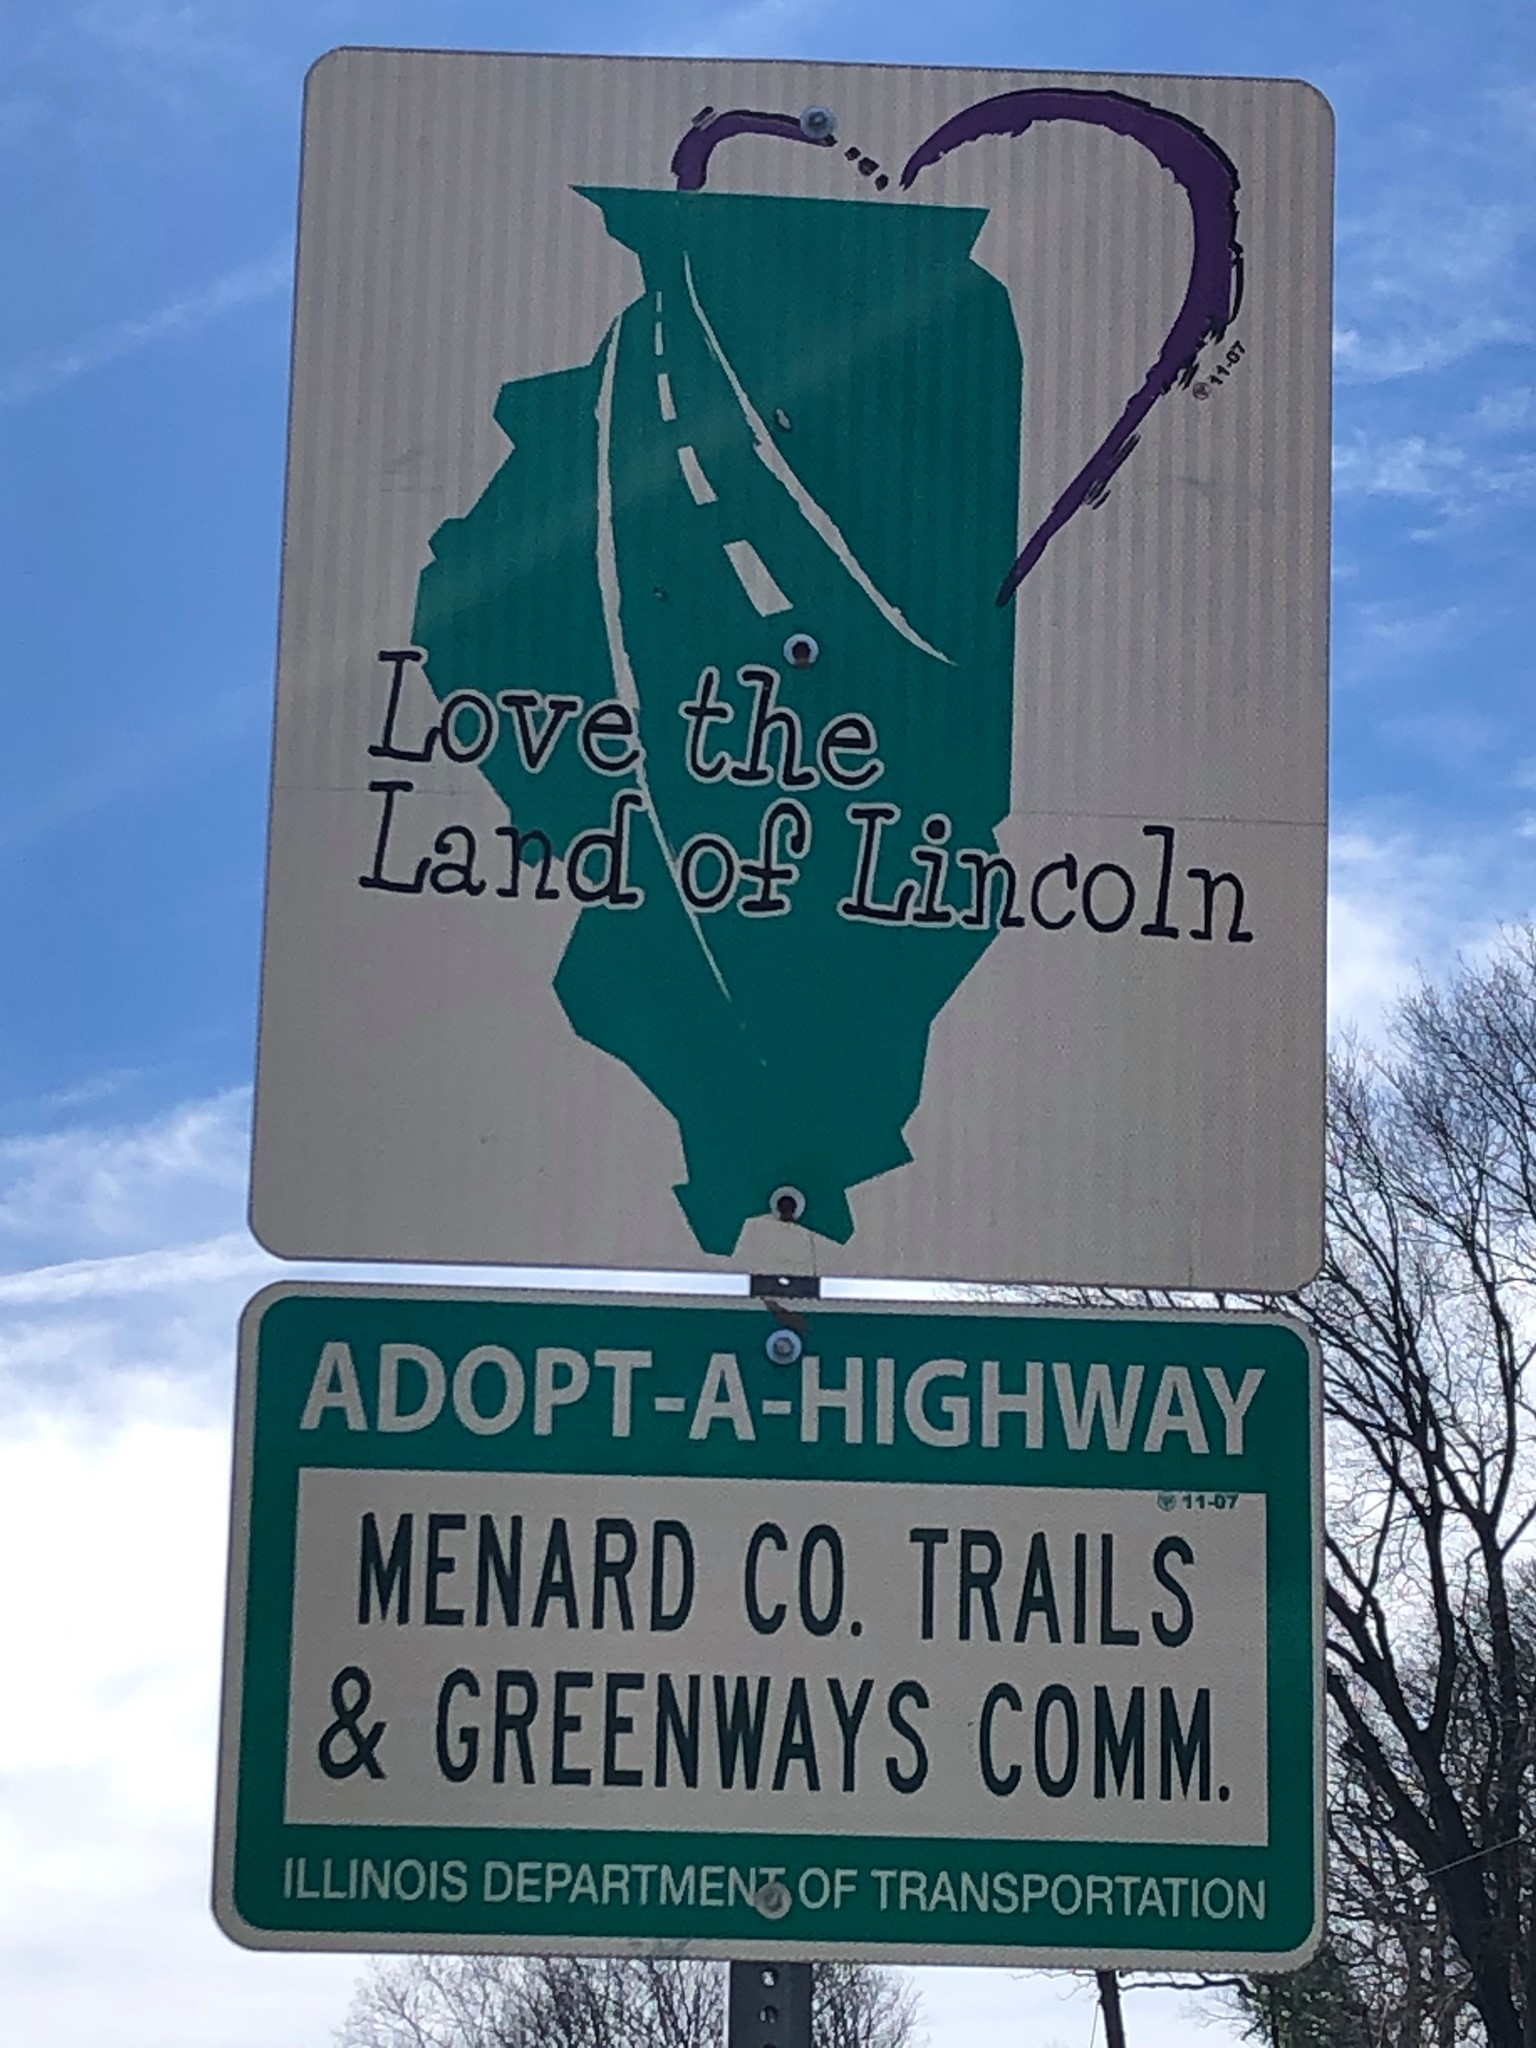 11-07
Love the
Land of Lincoln
ADOPT-A-HIGHWAY
11-07
MENARD CO. TRAILS
& GREENWAYS COMM.
ILLINOIS DEPARTMENT OF TRANSPORTATION